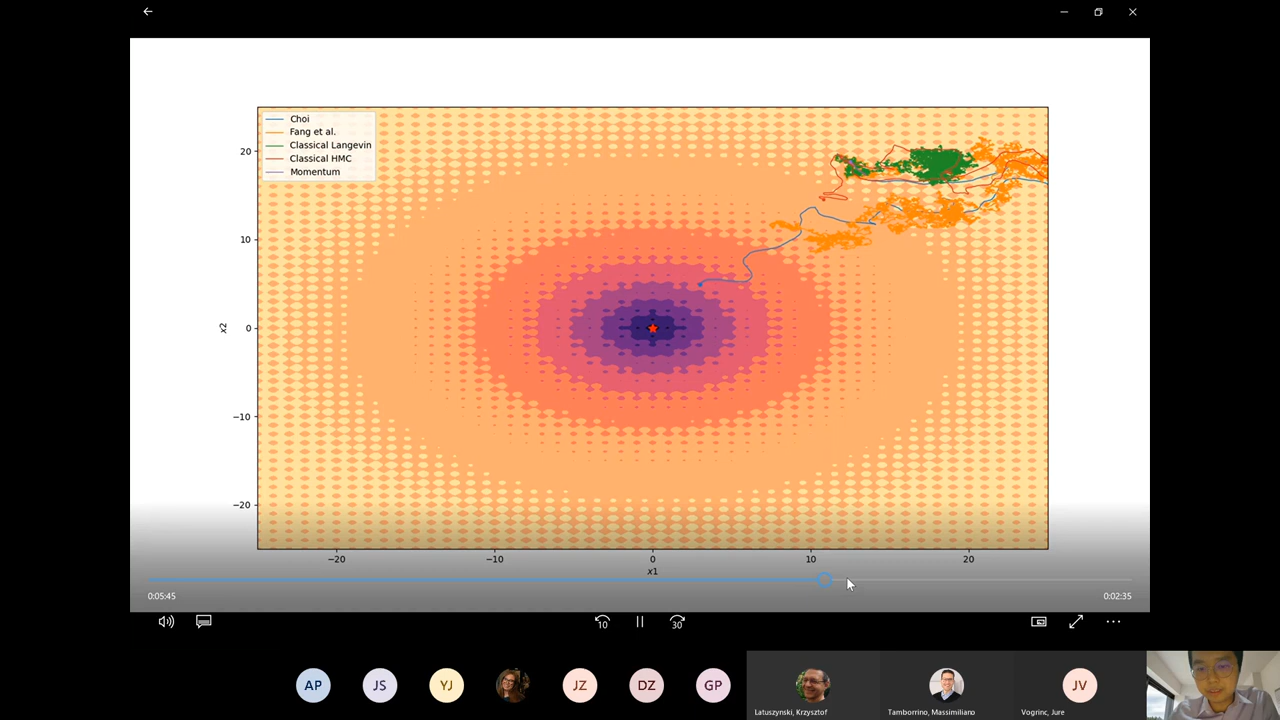 Choi
Fang et al.
Classical Langevin
Classical HMC
Momentum
20
10
0
−10
−20
x2
−20
−10
0
10
20
x1
0:05:45
0:02:35
10
30
AP
JS
YJ
JZ
DZ
GP
JV
Latuszynski, Krzysztof
Tamborrino, Massimiliano
Vogrinc, Jure